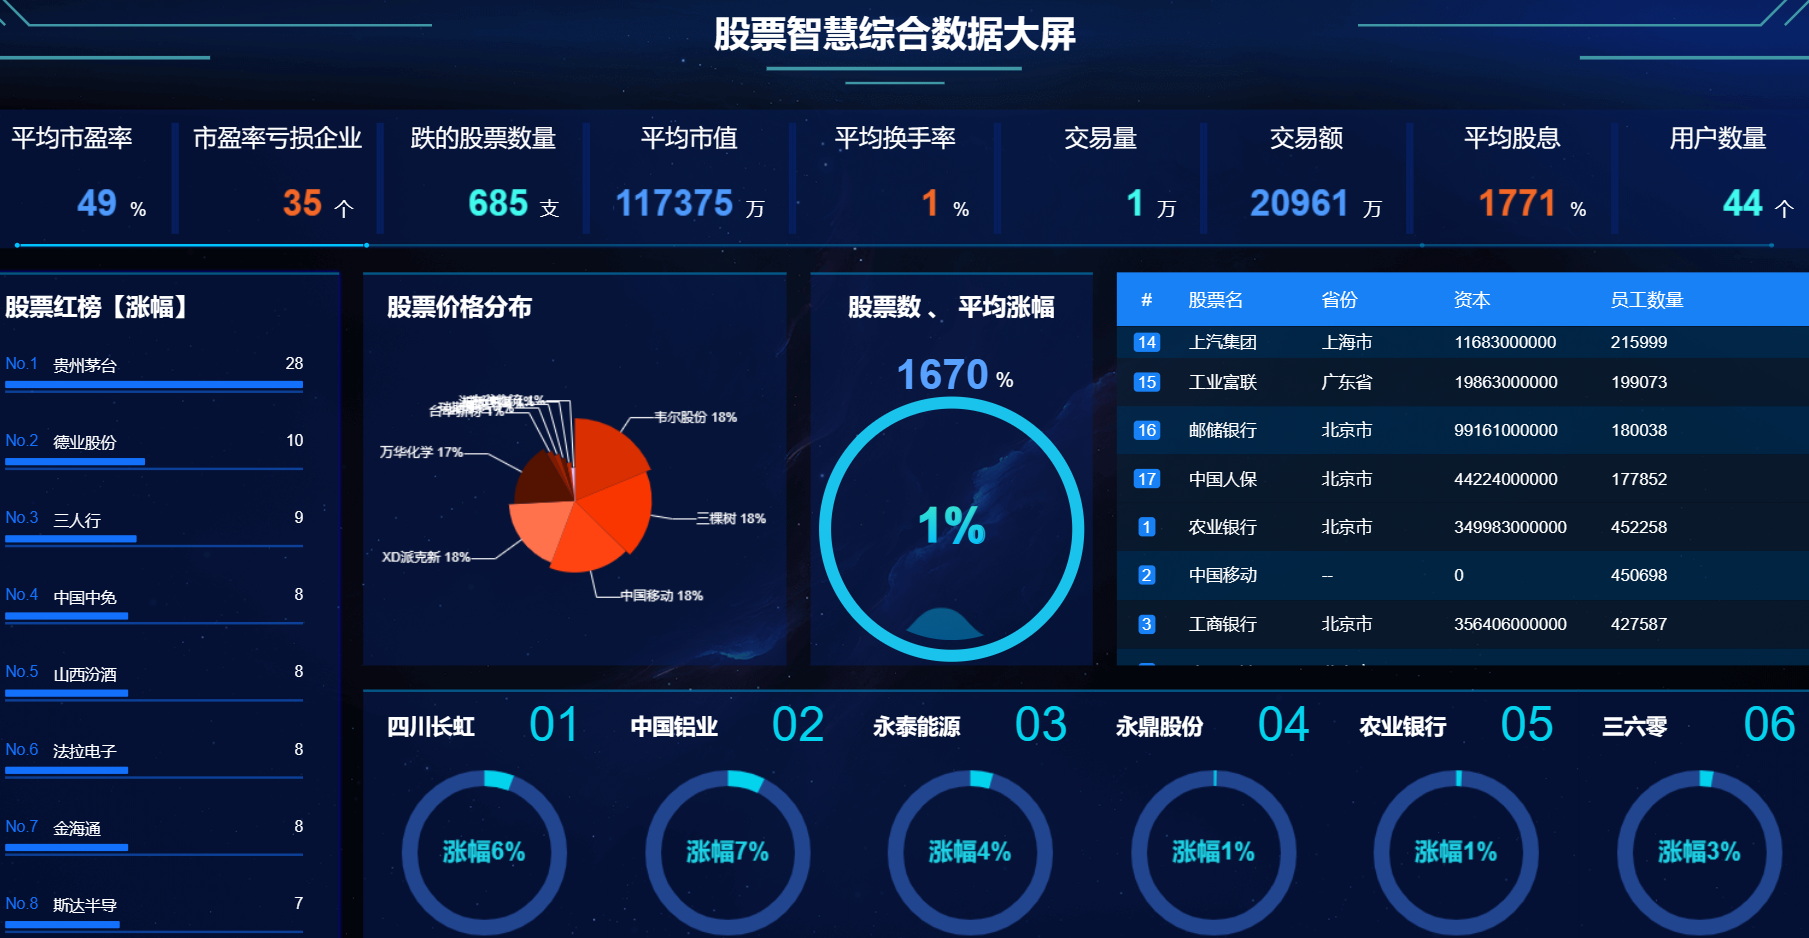 股票智慧综合数据大屏
平均市盈率
49 %
市盈率亏损企业
35 个
跌的股票数量
685 支
平均市值
117375 万
平均换手率
1 %
交易量
1 万
交易额
20961 万
平均股息
1771 %
用户数量
44 个
股票红榜【涨幅】
No.1 贵州茅台 28
No.2 德业股份 10
No.3 三人行 9
No.4 中国中免 8
No.5 山西汾酒 8
No.6 法拉电子 8
No.7 金海通 8
No.8 斯达半导 7
股票价格分布
韦尔股份 18%
三棵树 18%
中国移动 18%
XD派克新 18%
万华化学 17%
股票数 、 平均涨幅
1670 %
1%
# 股票名 省份 资本 员工数量
14 上汽集团 上海市 11683000000 215999
15 工业富联 广东省 19863000000 199073
16 邮储银行 北京市 99161000000 180038
17 中国人保 北京市 44224000000 177852
1 农业银行 北京市 349983000000 452258
2 中国移动 -- 0 450698
3 工商银行 北京市 356406000000 427587
四川长虹 01
涨幅6%
中国铝业 02
涨幅7%
永泰能源 03
涨幅4%
永鼎股份 04
涨幅1%
农业银行 05
涨幅1%
三六零 06
涨幅3%